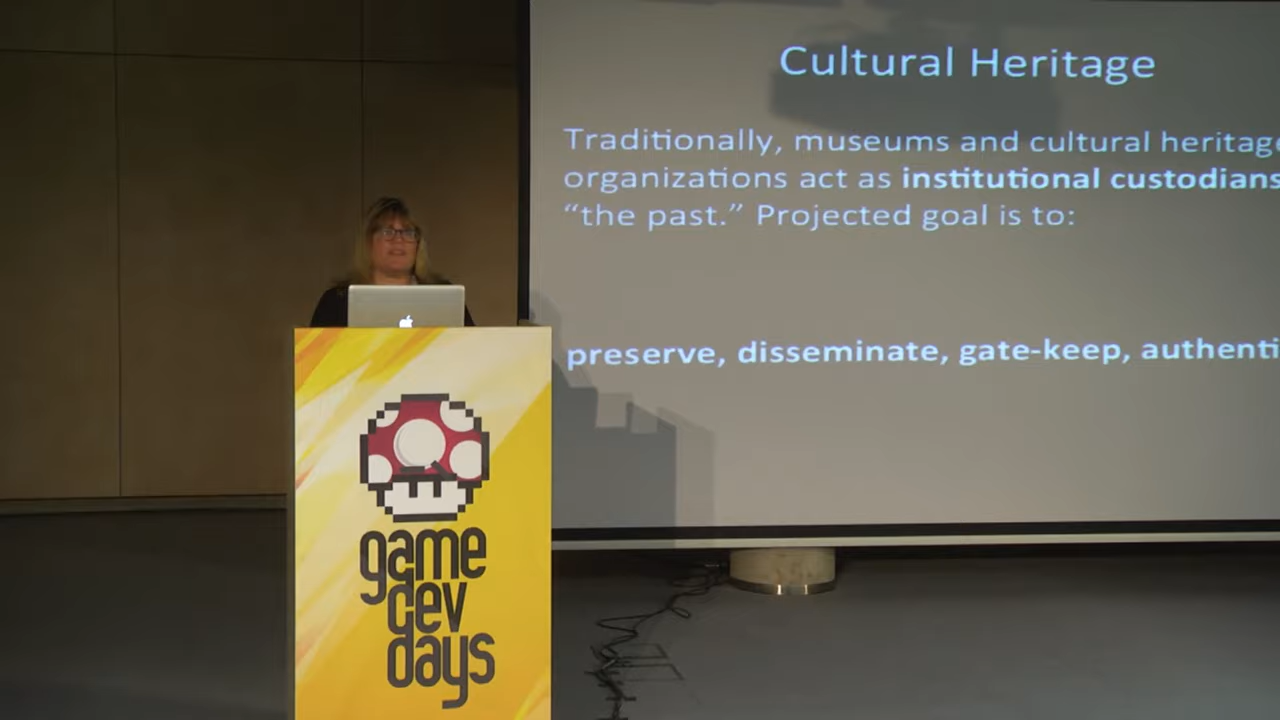 Cultural Heritage
Traditionally, museums and cultural heritage
organizations act as institutional custodians
“the past.” Projected goal is to:
preserve, disseminate, gate-keep,
game
dev
days